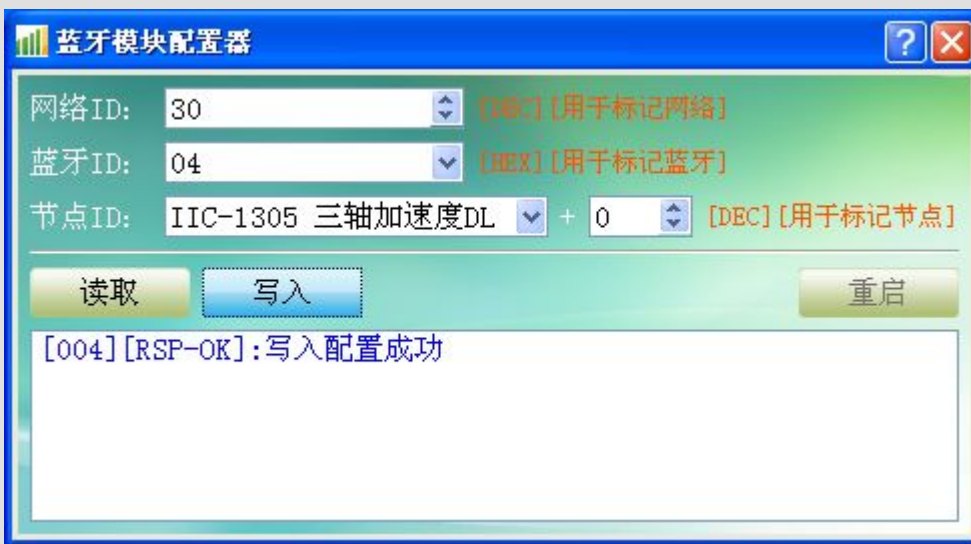 蓝牙模块配置器
网络ID: 30 [DEC][用于标记网络]
蓝牙ID: 04 [HEX][用于标记蓝牙]
节点ID: IIC-1305 三轴加速度DL + 0 [DEC][用于标记节点]
读取 写入 重启
[004][RSP-OK]:写入配置成功